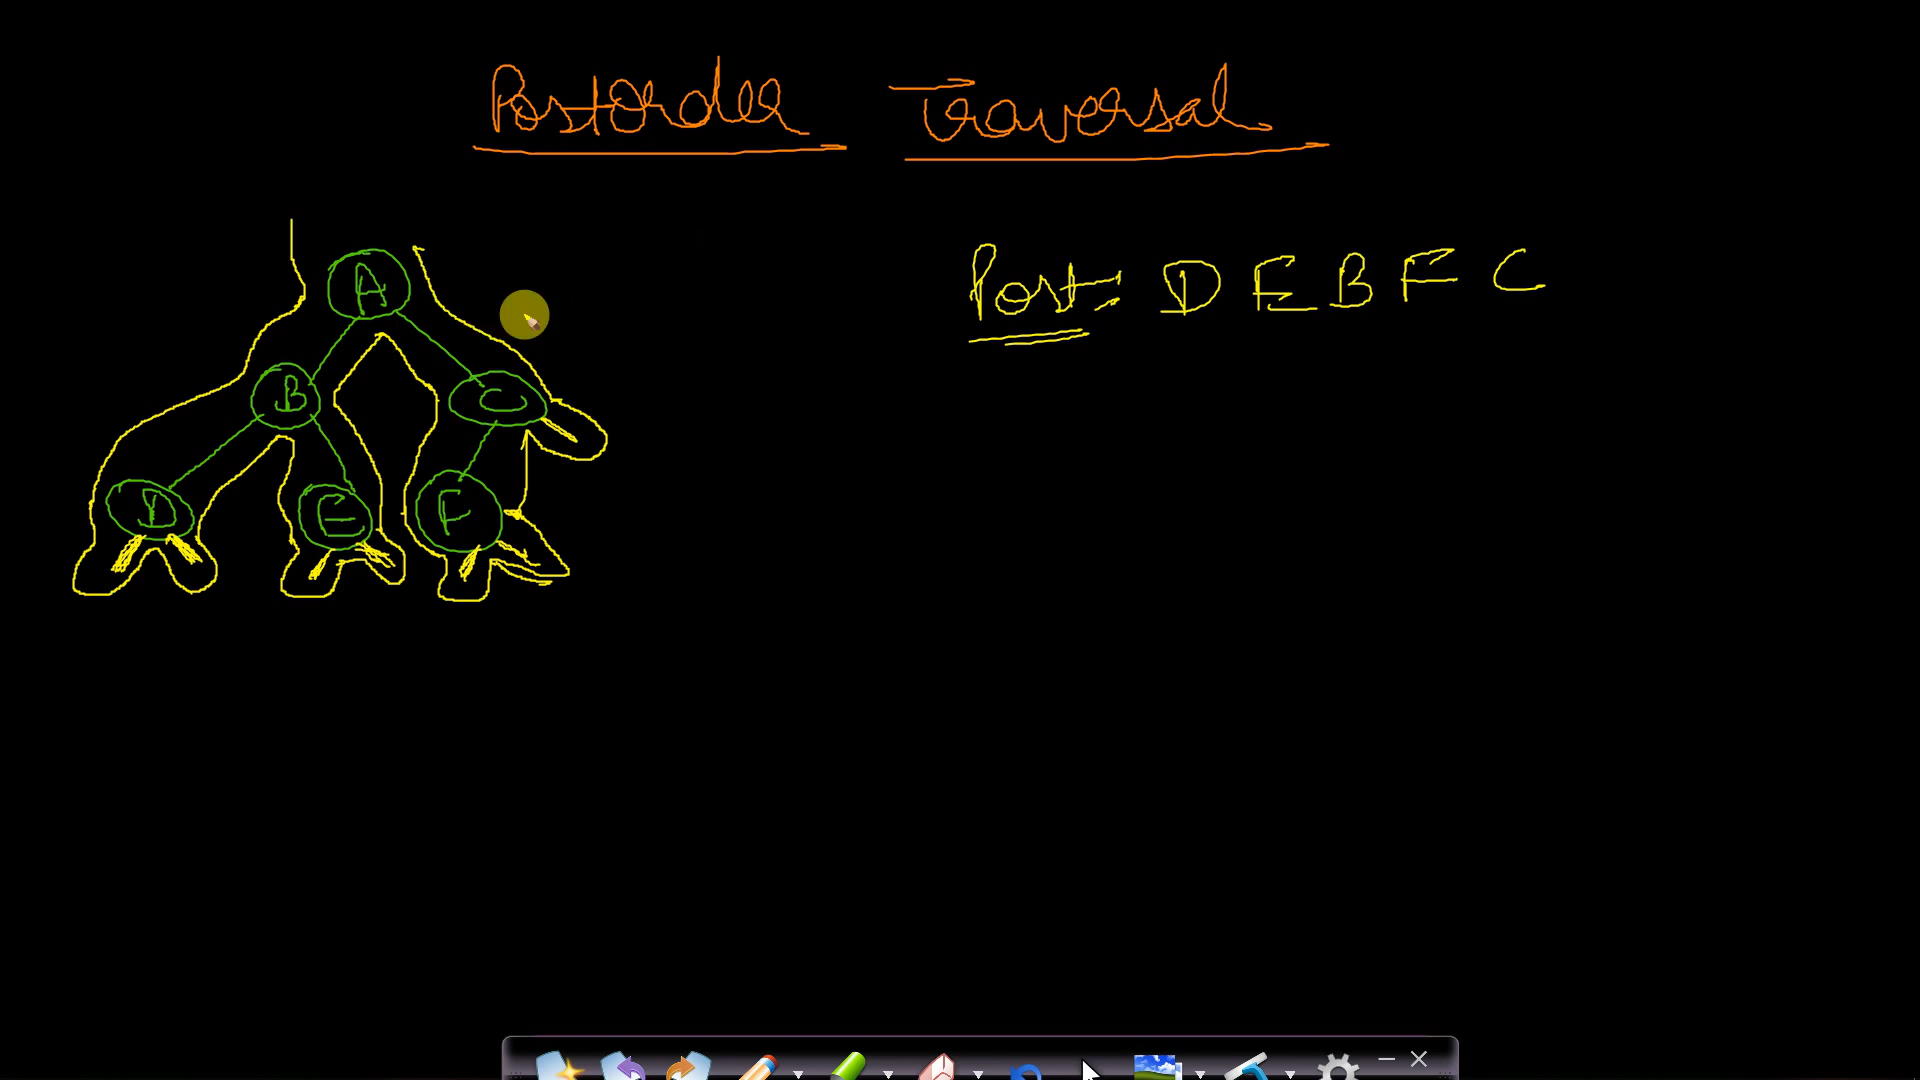 Postorder Traversal
Post:- D E B F C
A
B C
D E F